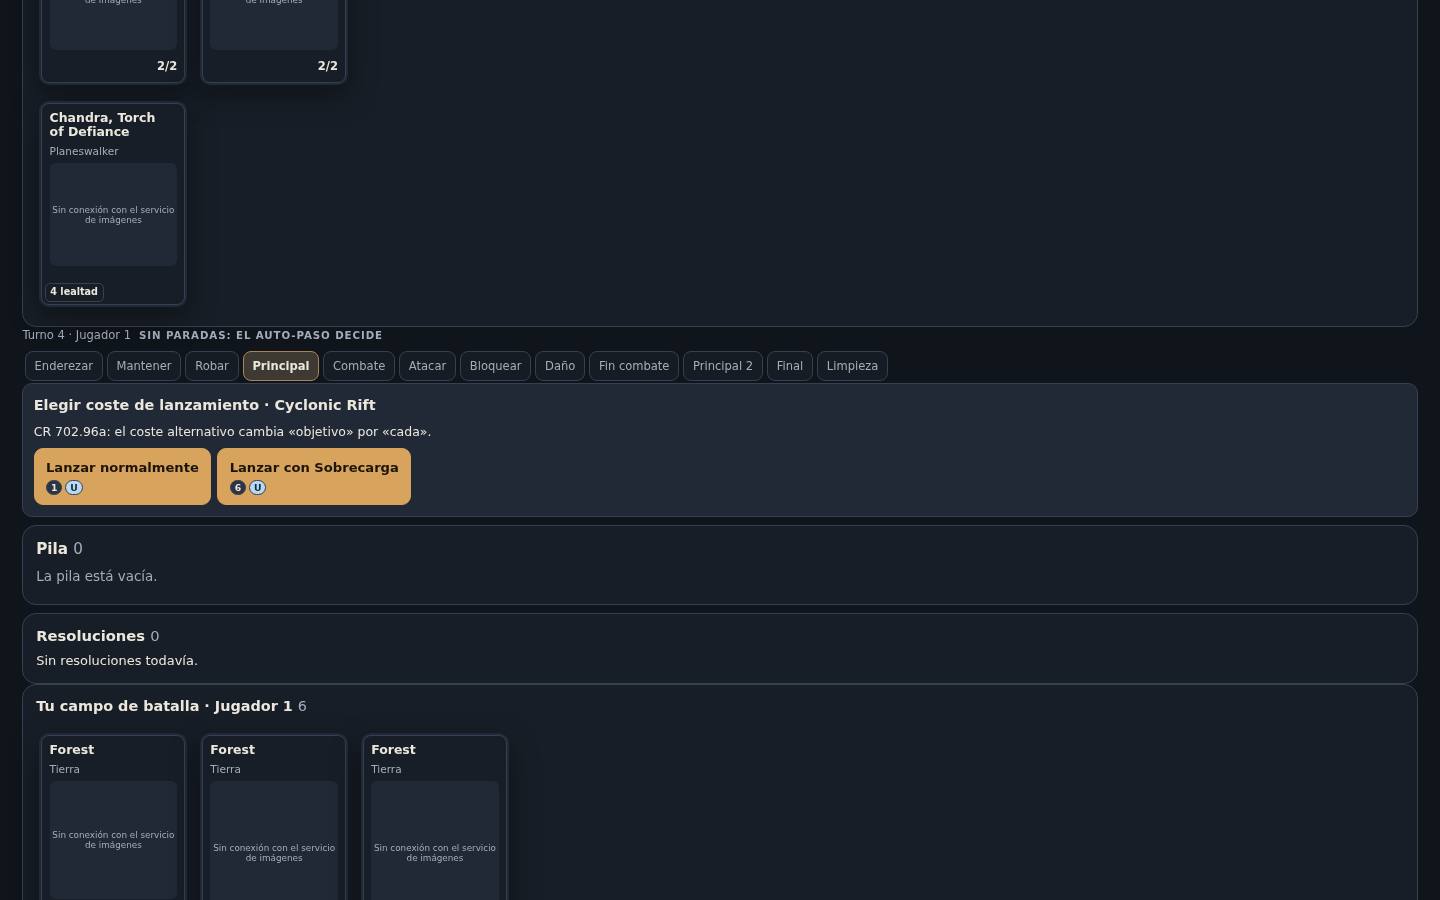 de imágenes
de imágenes
2/2
2/2
Chandra, Torch
of Defiance
Planeswalker
Sin conexión con el servicio
de imágenes
4 lealtad
Turno 4 · Jugador 1 SIN PARADAS: EL AUTO-PASO DECIDE
Enderezar Mantener Robar Principal Combate Atacar Bloquear Daño Fin combate Principal 2 Final Limpieza
Elegir coste de lanzamiento · Cyclonic Rift
CR 702.96a: el coste alternativo cambia «objetivo» por «cada».
Lanzar normalmente
1 U
Lanzar con Sobrecarga
6 U
Pila 0
La pila está vacía.
Resoluciones 0
Sin resoluciones todavía.
Tu campo de batalla · Jugador 1 6
Forest
Tierra
Sin conexión con el servicio
de imágenes
Forest
Tierra
Sin conexión con el servicio
de imágenes
Forest
Tierra
Sin conexión con el servicio
de imágenes